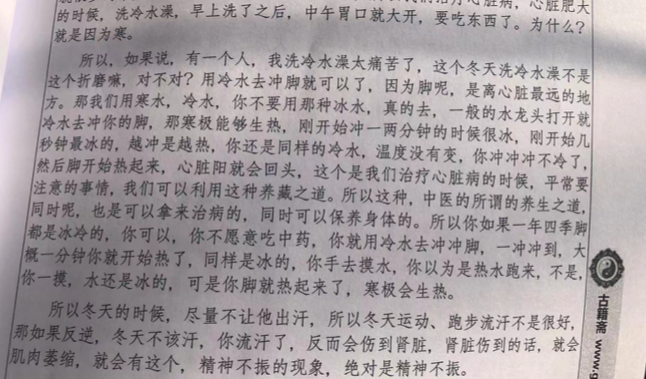 的时候，洗冷水澡，早上洗了之后，中午胃口就大开，要吃东西了。为什么？
就是因为寒。
所以，如果说，有一个人，我洗冷水澡太痛苦了，这个冬天洗冷水澡不是
这个折磨嘛，对不对？用冷水去冲脚就可以了，因为脚呢，是离心脏最远的地
方。那我们用寒水，冷水，你不要用那种冰水，真的去，一般的水龙头打开就
冷水去冲你的脚，那寒极能够生热，刚开始冲一两分钟的时候很冰，刚开始几
秒钟最冰的，越冲是越热，你还是同样的冷水，温度没有变，你冲冲冲不冷了，
然后脚开始热起来，心脏阳就会回头，这个是我们治疗心脏病的时候，平常要
注意的事情，我们可以利用这种养藏之道。所以这种，中医的所谓的养生之道，
同时呢，也是可以拿来治病的，同时可以保养身体的。所以你如果一年四季脚
都是冰冷的，你可以，你不愿意吃中药，你就用冷水去冲冲脚，一冲冲到，大
概一分钟你就开始热了，同样是冰的，你手去摸水，你以为是热水跑来，不是，
你一摸，水还是冰的，可是你脚就热起来了，寒极会生热。
所以冬天的时候，尽量不让他出汗，所以冬天运动、跑步流汗不是很好，
那如果反逆，冬天不该汗，你流汗了，反而会伤到肾脏，肾脏伤到的话，就会
肌肉萎缩，就会有这个，精神不振的现象，绝对是精神不振。
古籍斋 www.